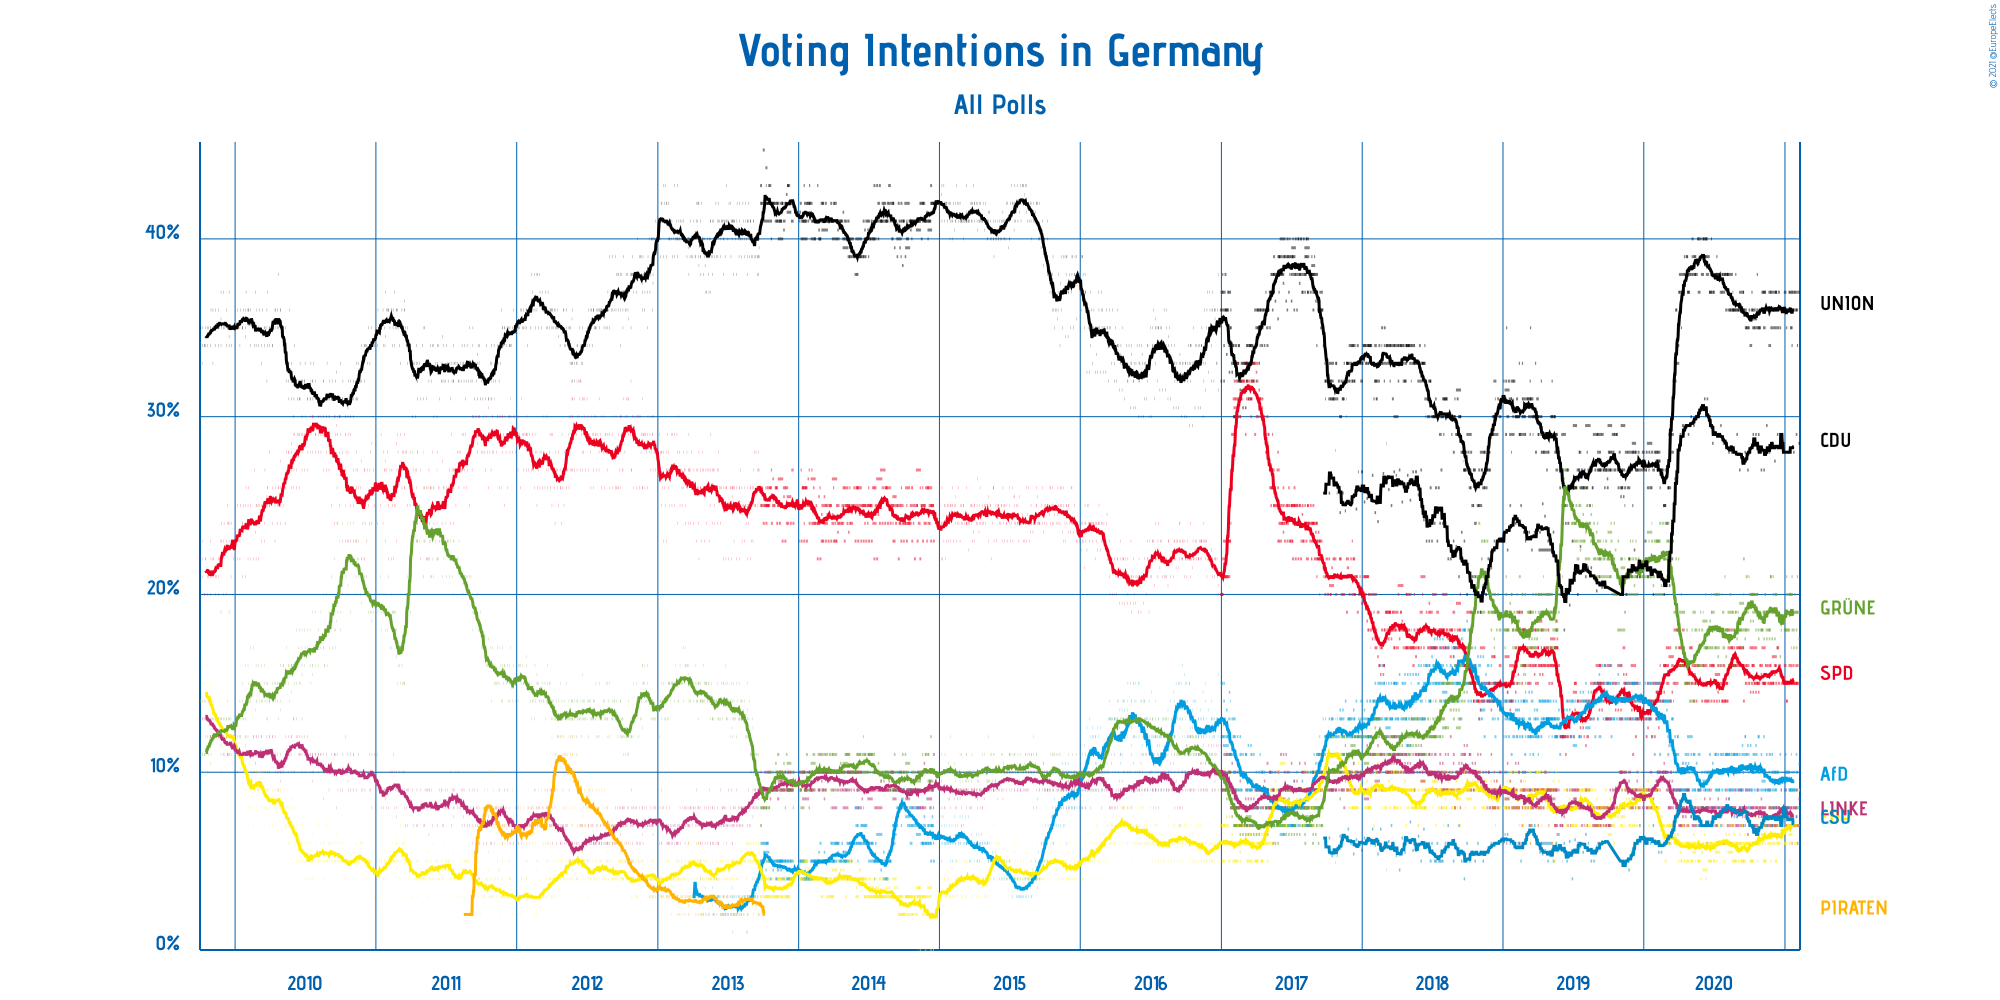 Voting Intentions in Germany
All Polls
© 2021 @EuropeElects
40%
30%
20%
10%
0%
UNION
CDU
GRÜNE
SPD
AfD
LINKE
CSU
PIRATEN
2010 2011 2012 2013 2014 2015 2016 2017 2018 2019 2020